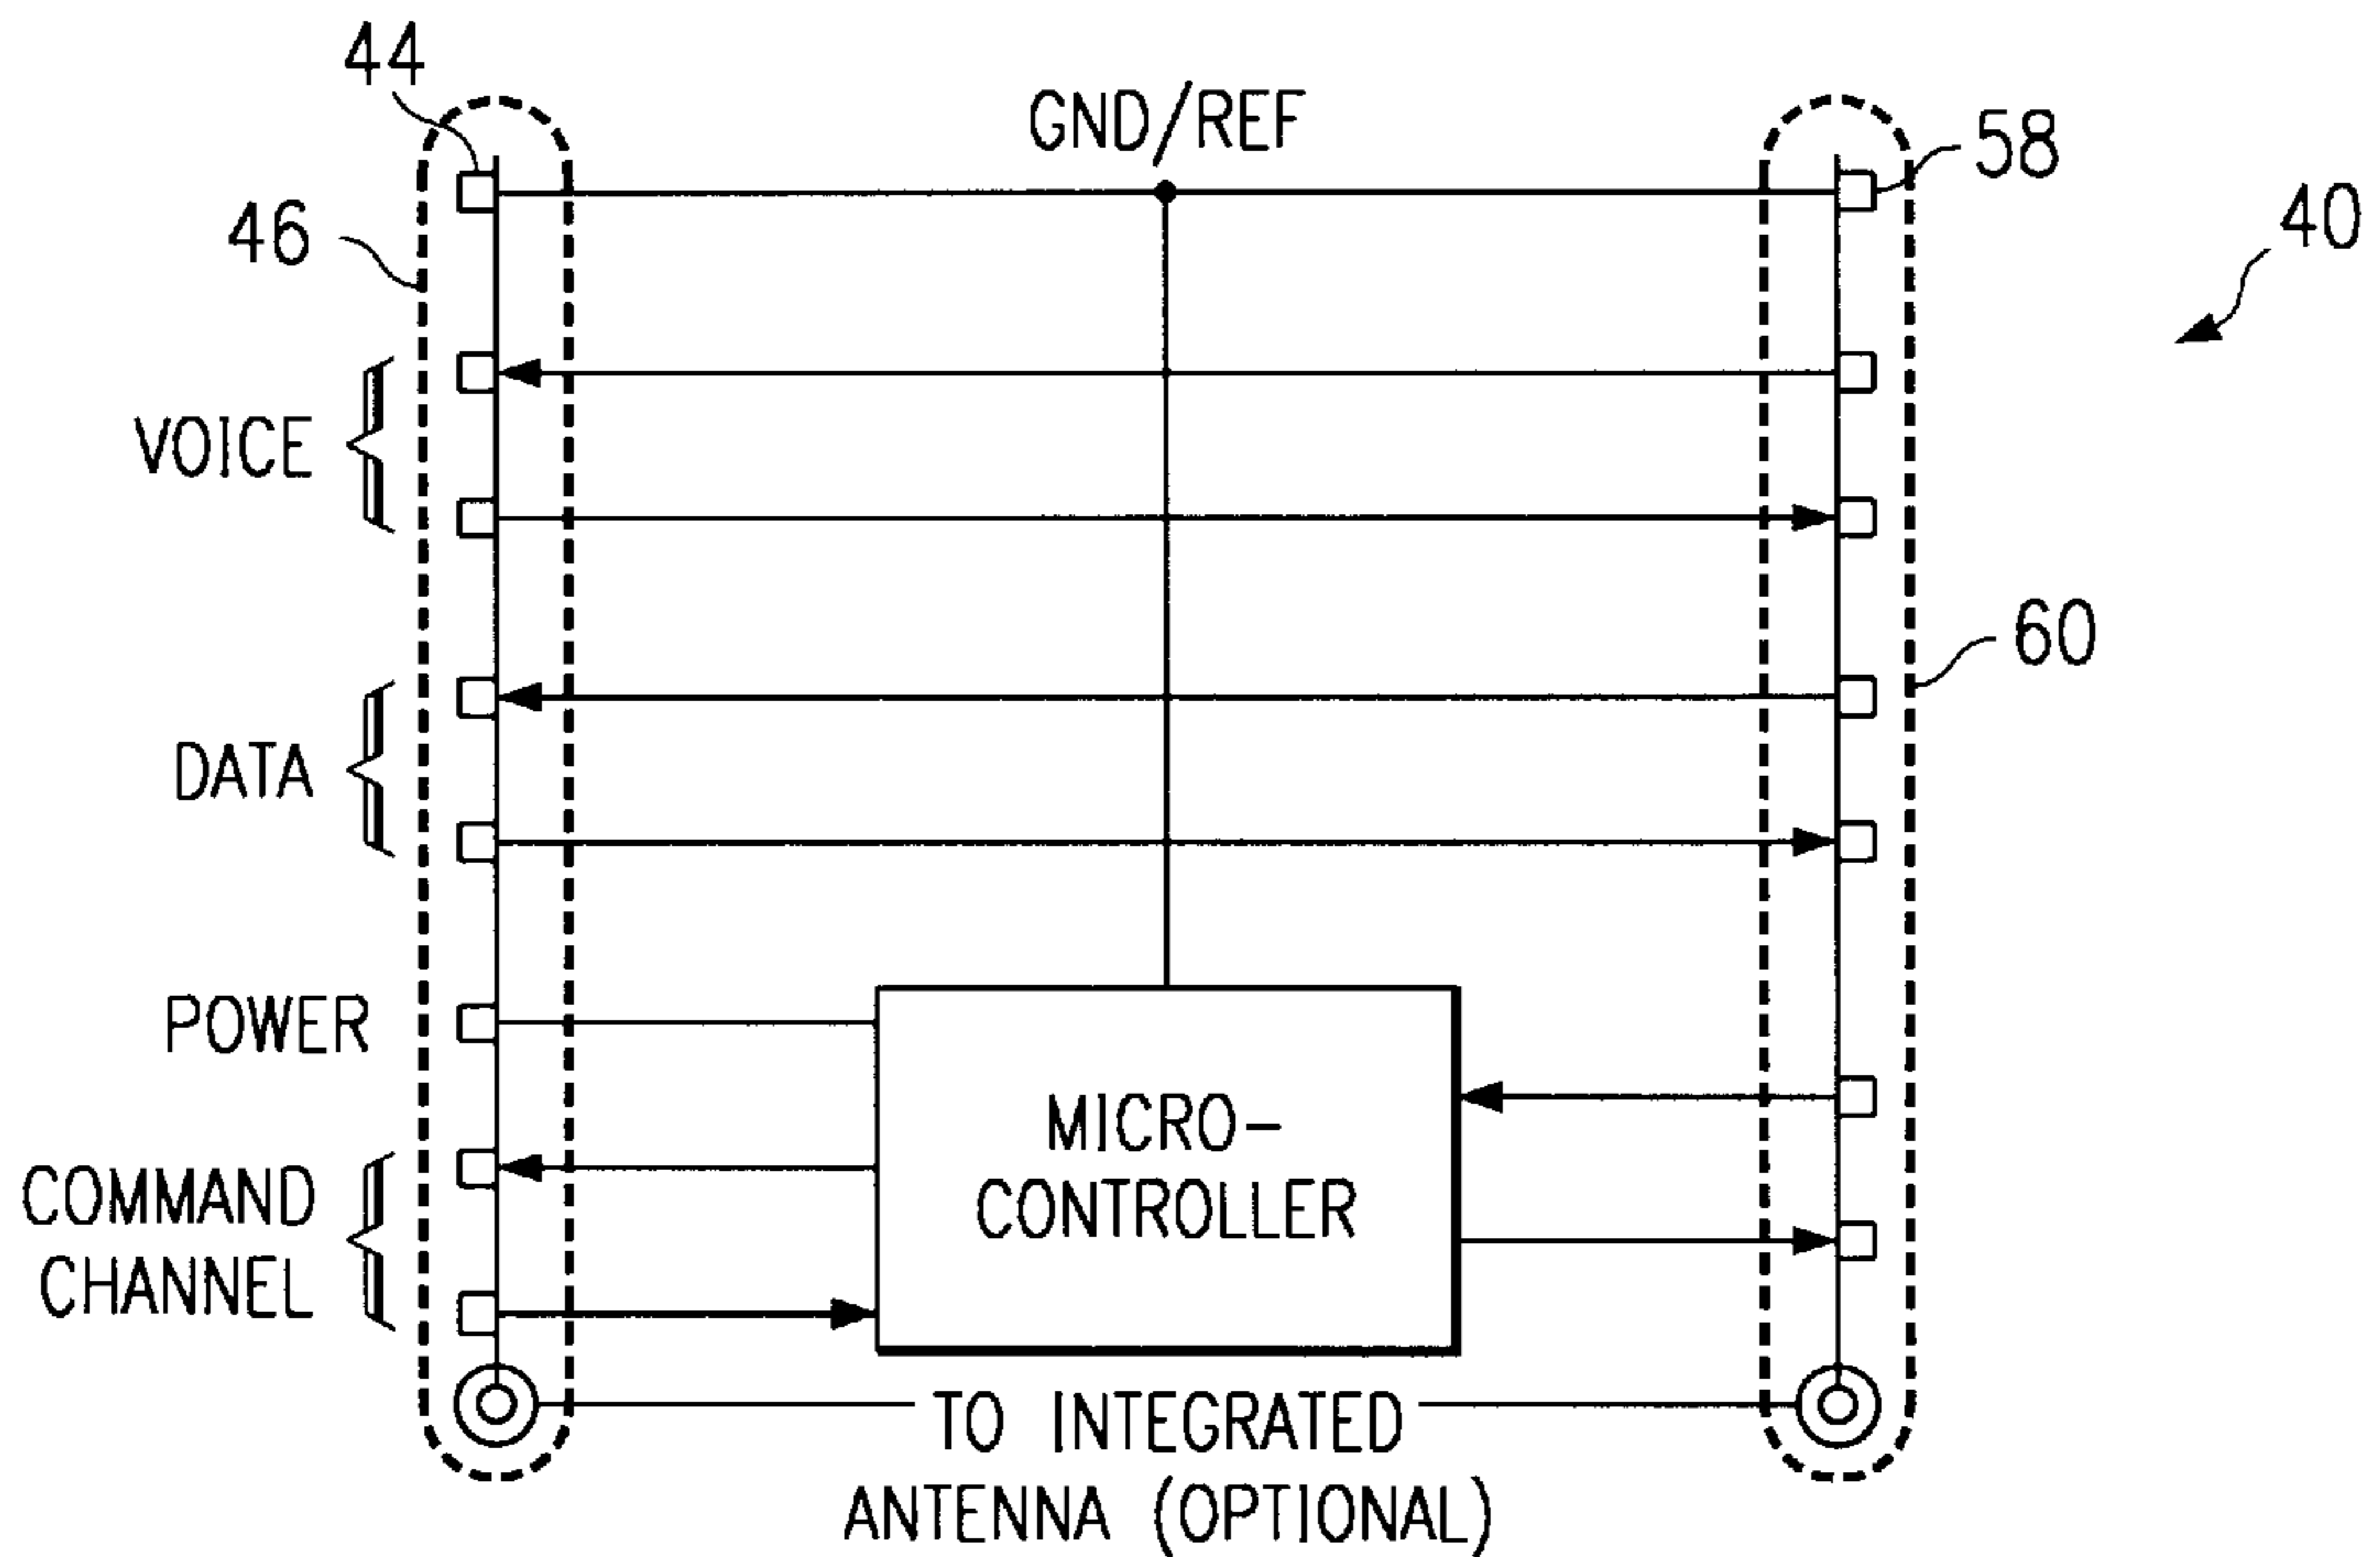 44
GND/REF
58
46
40
VOICE
60
DATA
POWER
MICRO-
CONTROLLER
COMMAND
CHANNEL
TO INTEGRATED
ANTENNA (OPTIONAL)